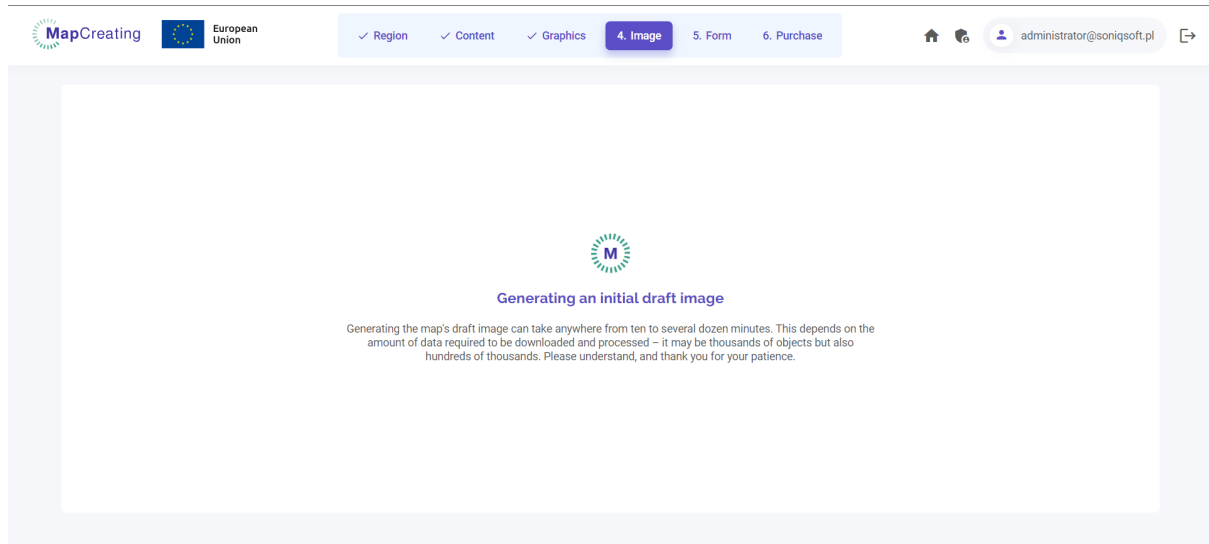 MapCreating
European
Union
Region
Content
Graphics
4. Image
5. Form
6. Purchase
administrator@soniqsoft.pl
M
Generating an initial draft image
Generating the map's draft image can take anywhere from ten to several dozen minutes. This depends on the
amount of data required to be downloaded and processed – it may be thousands of objects but also
hundreds of thousands. Please understand, and thank you for your patience.